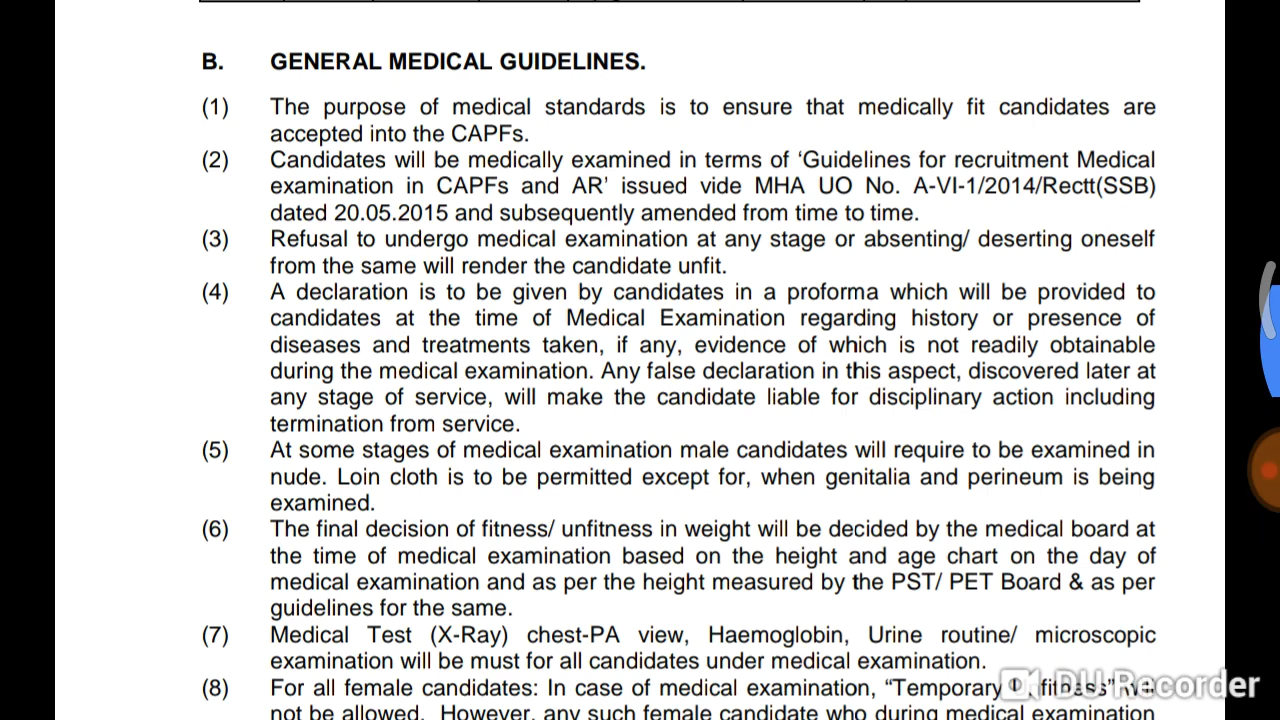 B. GENERAL MEDICAL GUIDELINES.
(1) The purpose of medical standards is to ensure that medically fit candidates are
accepted into the CAPFs.
(2) Candidates will be medically examined in terms of ‘Guidelines for recruitment Medical
examination in CAPFs and AR’ issued vide MHA UO No. A-VI-1/2014/Rectt(SSB)
dated 20.05.2015 and subsequently amended from time to time.
(3) Refusal to undergo medical examination at any stage or absenting/ deserting oneself
from the same will render the candidate unfit.
(4) A declaration is to be given by candidates in a proforma which will be provided to
candidates at the time of Medical Examination regarding history or presence of
diseases and treatments taken, if any, evidence of which is not readily obtainable
during the medical examination. Any false declaration in this aspect, discovered later at
any stage of service, will make the candidate liable for disciplinary action including
termination from service.
(5) At some stages of medical examination male candidates will require to be examined in
nude. Loin cloth is to be permitted except for, when genitalia and perineum is being
examined.
(6) The final decision of fitness/ unfitness in weight will be decided by the medical board at
the time of medical examination based on the height and age chart on the day of
medical examination and as per the height measured by the PST/ PET Board & as per
guidelines for the same.
(7) Medical Test (X-Ray) chest-PA view, Haemoglobin, Urine routine/ microscopic
examination will be must for all candidates under medical examination.
(8) For all female candidates: In case of medical examination, “Temporary
not be allowed. However, any such female candidate who during medical examination
DU Recorder